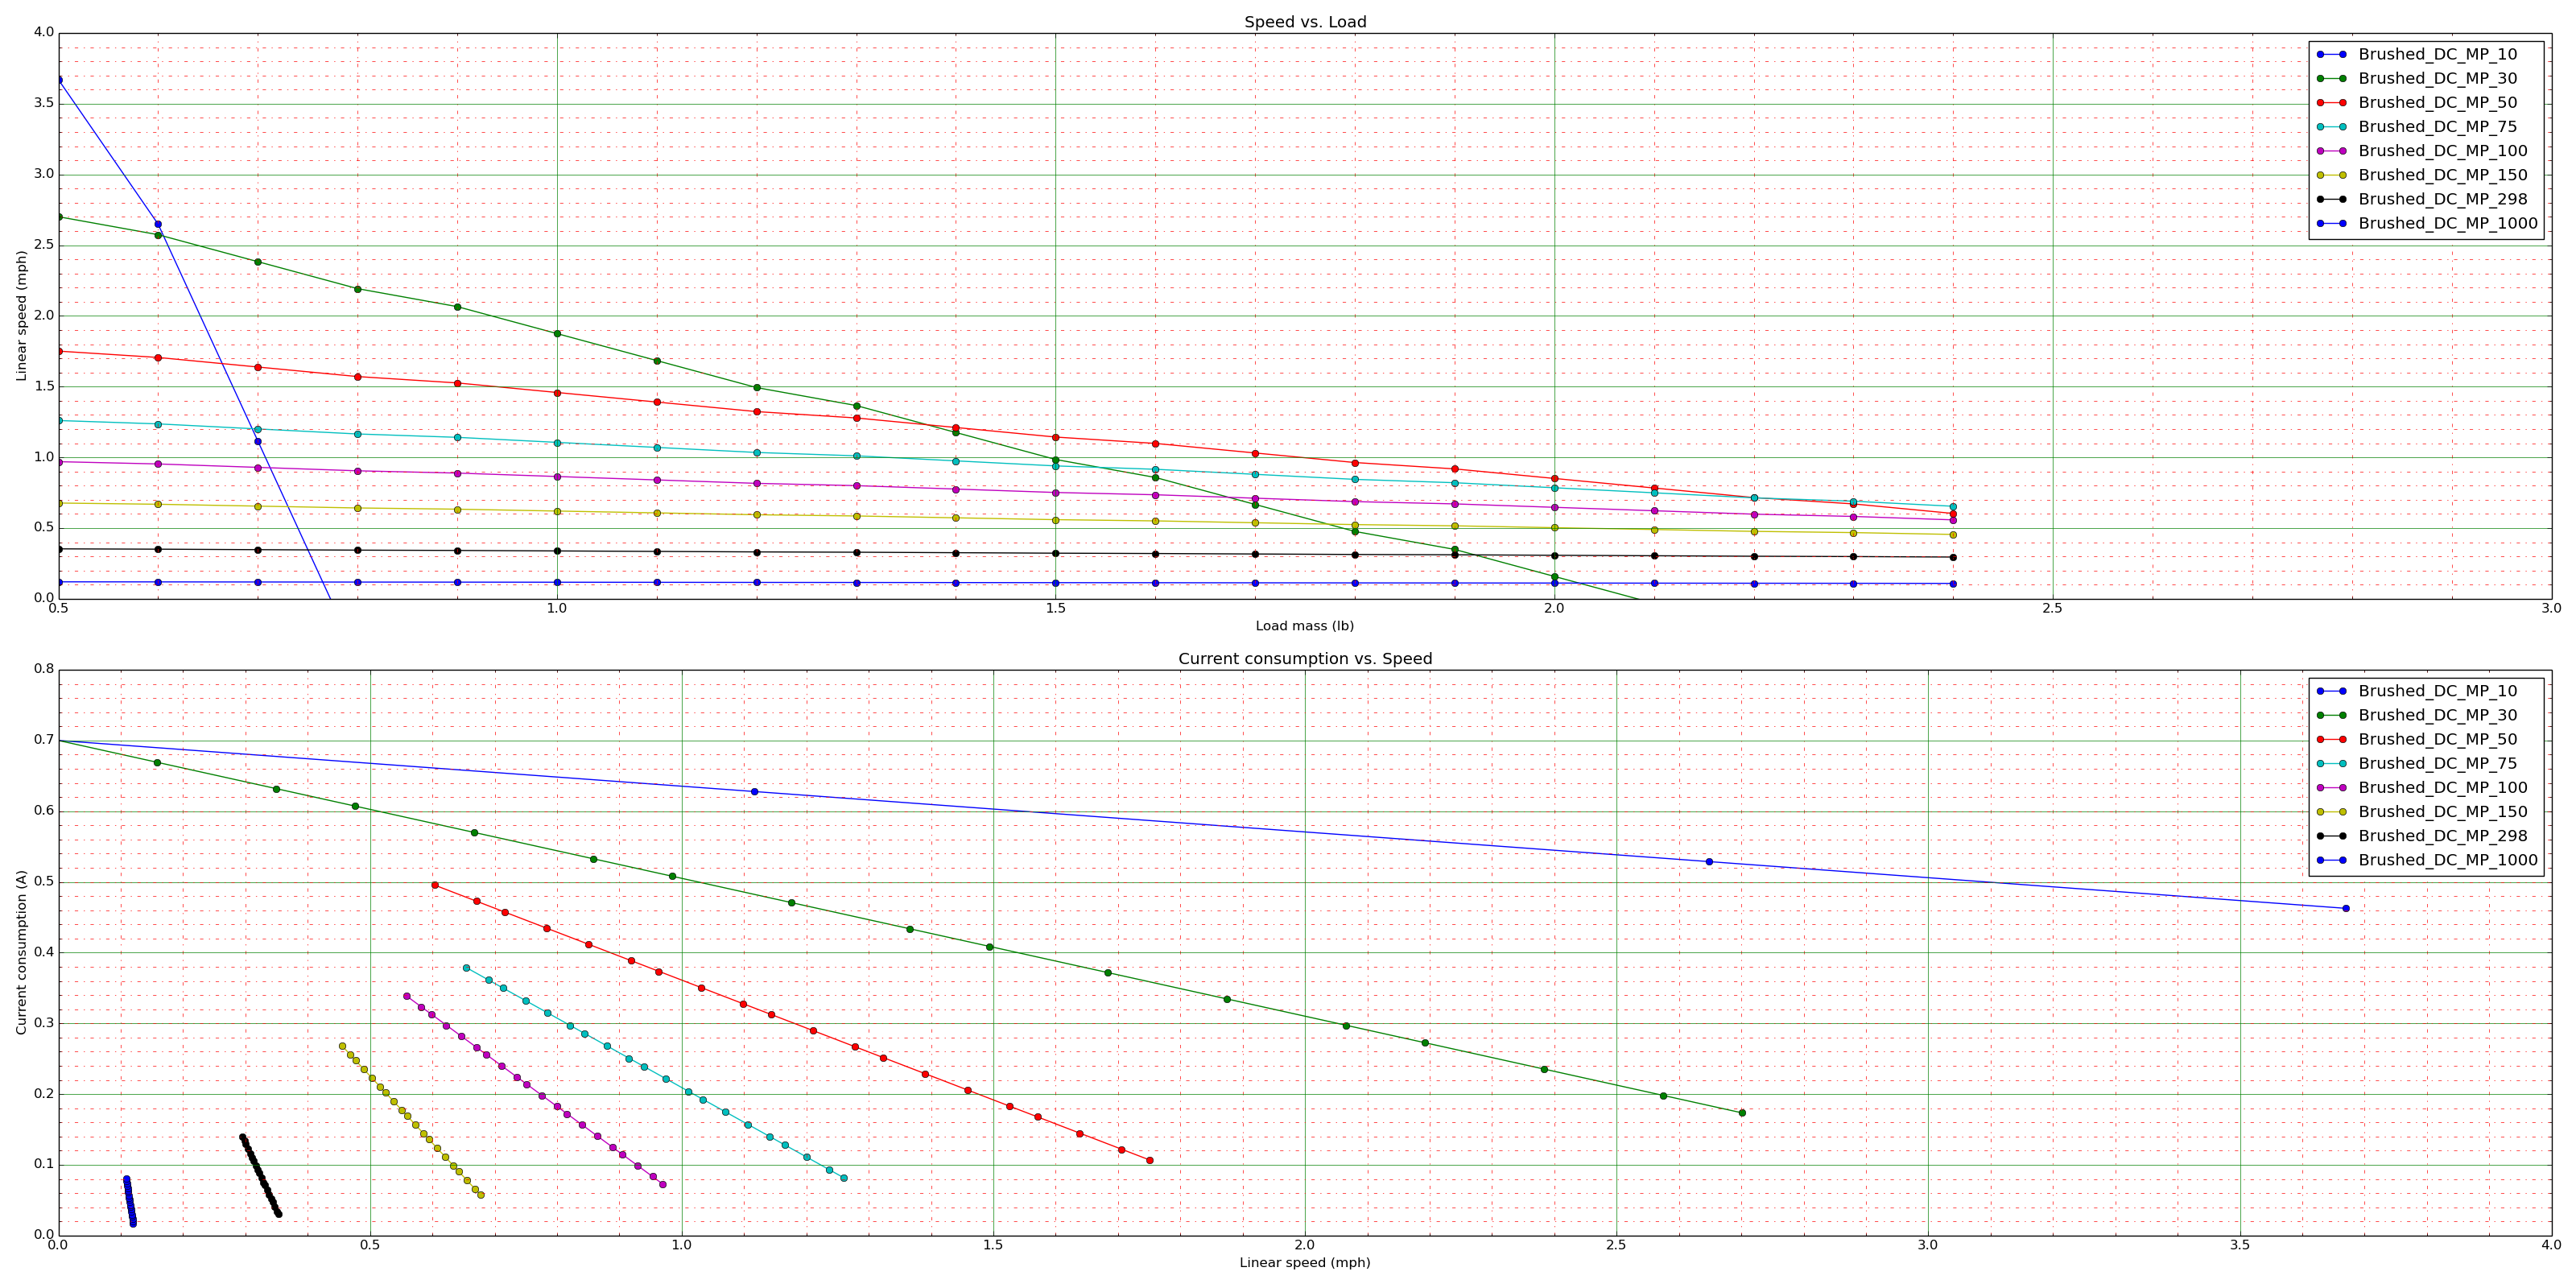 Speed vs. Load
4.0
3.5
3.0
2.5
2.0
1.5
1.0
0.5
0.0
Linear speed (mph)
0.5 1.0 1.5 2.0 2.5 3.0
Load mass (lb)
Brushed_DC_MP_10
Brushed_DC_MP_30
Brushed_DC_MP_50
Brushed_DC_MP_75
Brushed_DC_MP_100
Brushed_DC_MP_150
Brushed_DC_MP_298
Brushed_DC_MP_1000
Current consumption vs. Speed
0.8
0.7
0.6
0.5
0.4
0.3
0.2
0.1
0.0
Current consumption (A)
0.0 0.5 1.0 1.5 2.0 2.5 3.0 3.5 4.0
Linear speed (mph)
Brushed_DC_MP_10
Brushed_DC_MP_30
Brushed_DC_MP_50
Brushed_DC_MP_75
Brushed_DC_MP_100
Brushed_DC_MP_150
Brushed_DC_MP_298
Brushed_DC_MP_1000